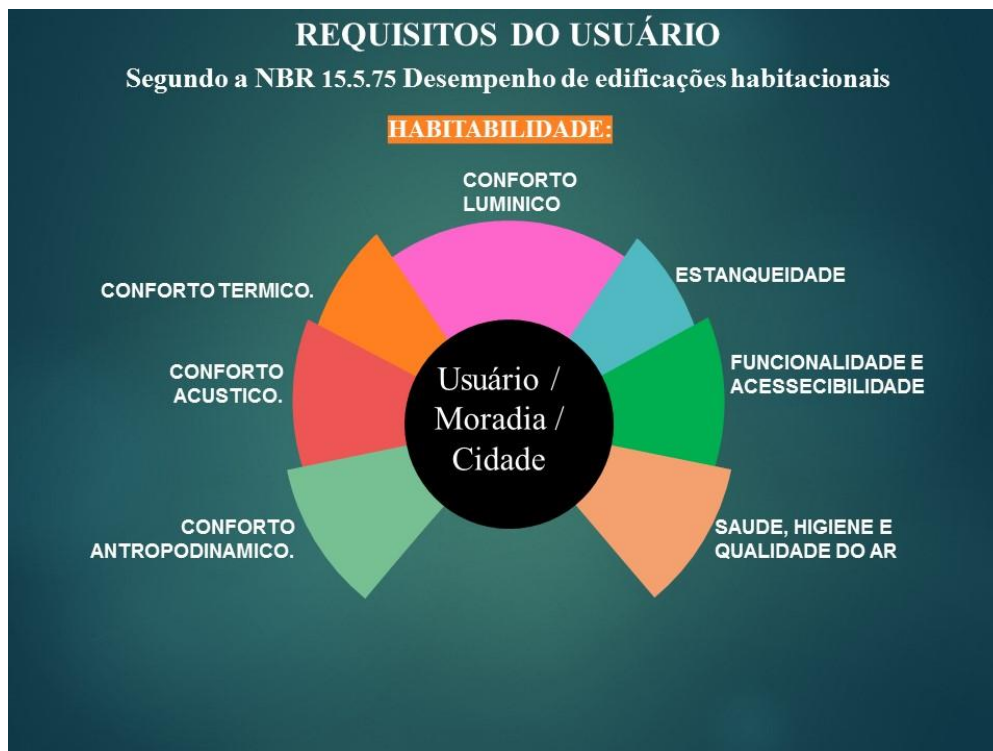 REQUISITOS DO USUÁRIO
Segundo a NBR 15.5.75 Desempenho de edificações habitacionais
HABITABILIDADE:
CONFORTO
LUMINICO
CONFORTO TERMICO.
ESTANQUEIDADE
CONFORTO
ACUSTICO.
FUNCIONALIDADE E
ACESSECIBILIDADE
Usuário /
Moradia /
Cidade
CONFORTO
ANTROPODINAMICO.
SAUDE, HIGIENE E
QUALIDADE DO AR